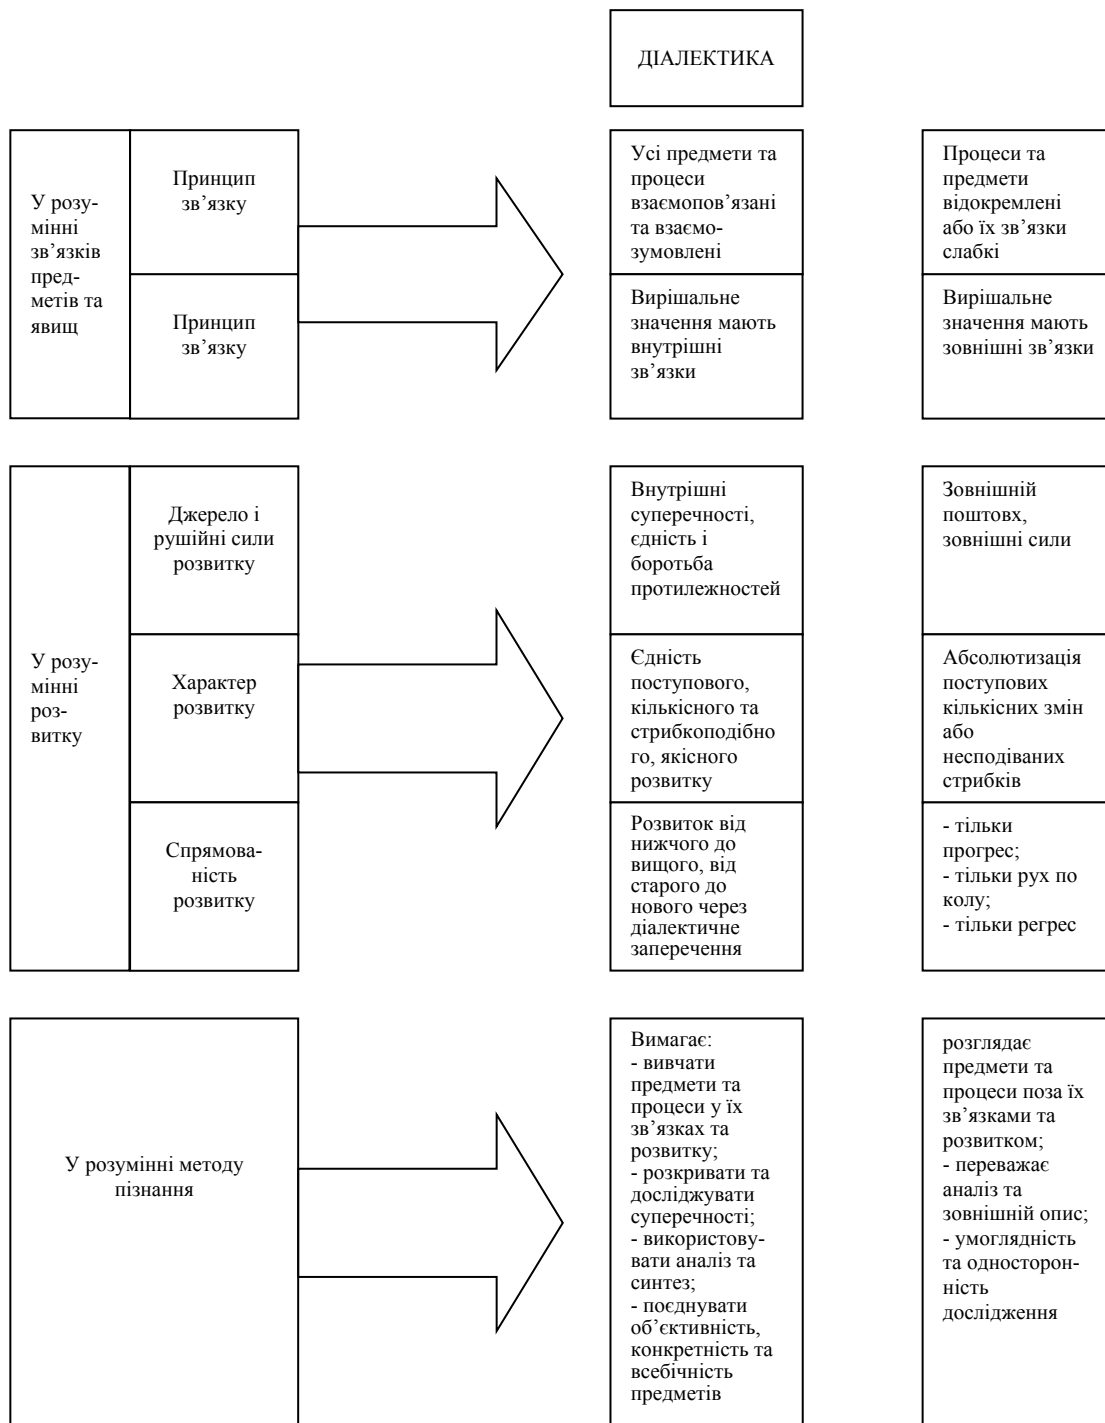 ДІАЛЕКТИКА
У розу-
мінні
зв’язків
пред-
метів та
явищ
Принцип
зв’язку
Усі предмети та
процеси
взаємопов’язані
та взаємо-
зумовлені
Процеси та
предмети
відокремлені
або їх зв’язки
слабкі
Принцип
зв’язку
Вирішальне
значення мають
внутрішні
зв’язки
Вирішальне
значення мають
зовнішні зв’язки
У розу-
мінні
роз-
витку
Джерело і
рушійні сили
розвитку
Внутрішні
суперечності,
єдність і
боротьба
протилежностей
Зовнішній
поштовх,
зовнішні сили
Характер
розвитку
Єдність
поступового,
кількісного та
стрибкоподібно
го, якісного
розвитку
Абсолютизація
поступових
кількісних змін
або
несподіваних
стрибків
Спрямова-
ність
розвитку
Розвиток від
нижчого до
вищого, від
старого до
нового через
діалектичне
заперечення
- тільки
прогрес;
- тільки рух по
колу;
- тільки регрес
У розумінні методу
пізнання
Вимагає:
- вивчати
предмети та
процеси у їх
зв’язках та
розвитку;
- розкривати та
досліджувати
суперечності;
- використову-
вати аналіз та
синтез;
- поєднувати
об’єктивність,
конкретність та
всебічність
предметів
розглядає
предмети та
процеси поза їх
зв’язками та
розвитком;
- переважає
аналіз та
зовнішній опис;
- умоглядність
та односторон-
ність
дослідження